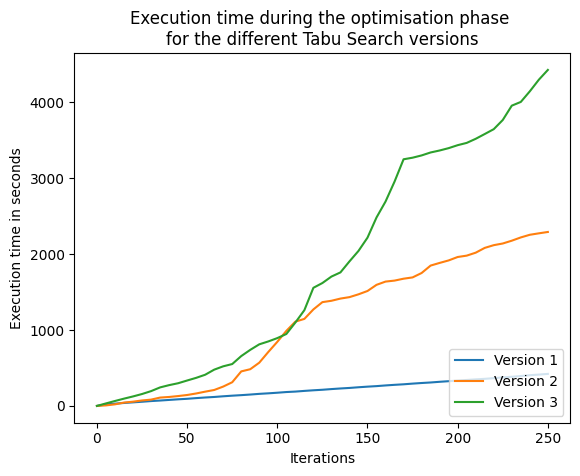 Execution time during the optimisation phase
for the different Tabu Search versions
Execution time in seconds
4000
3000
2000
1000
0
0
50
100
150
200
250
Iterations
Version 1
Version 2
Version 3